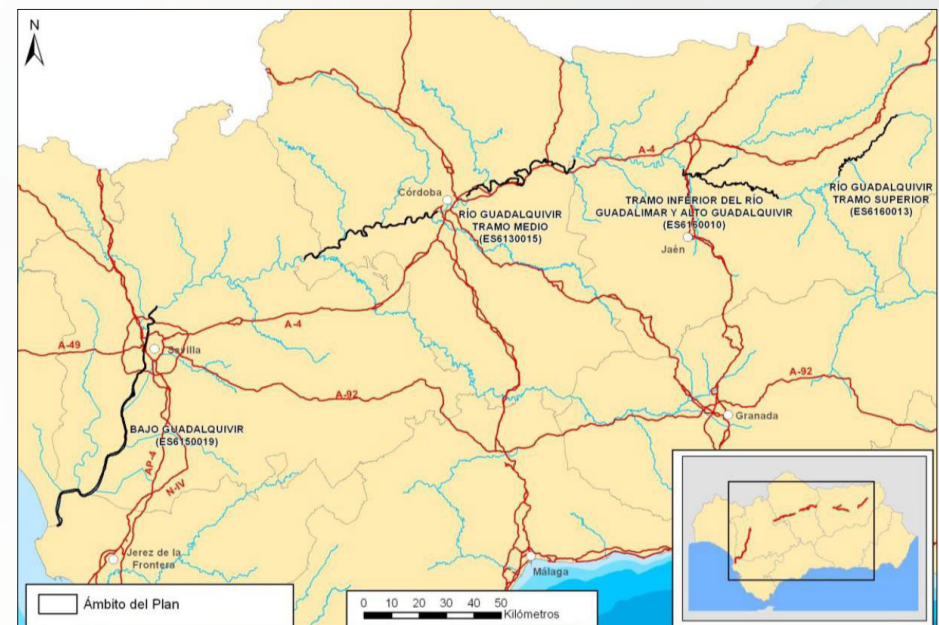 N
A-4
Córdoba
RÍO GUADALQUIVIR
TRAMO MEDIO
(ES6130015)
TRAMO INFERIOR DEL RÍO
GUADALIMAR Y ALTO GUADALQUIVIR
(ES6160010)
RÍO GUADALQUIVIR
TRAMO SUPERIOR
(ES6160013)
Jaén
A-4
A-49
Sevilla
A-92
A-92
Granada
BAJO GUADALQUIVIR
(ES6150019)
AP-4
N-IV
Jerez de la
Frontera
Málaga
Ámbito del Plan
0 10 20 30 40 50
Kilómetros